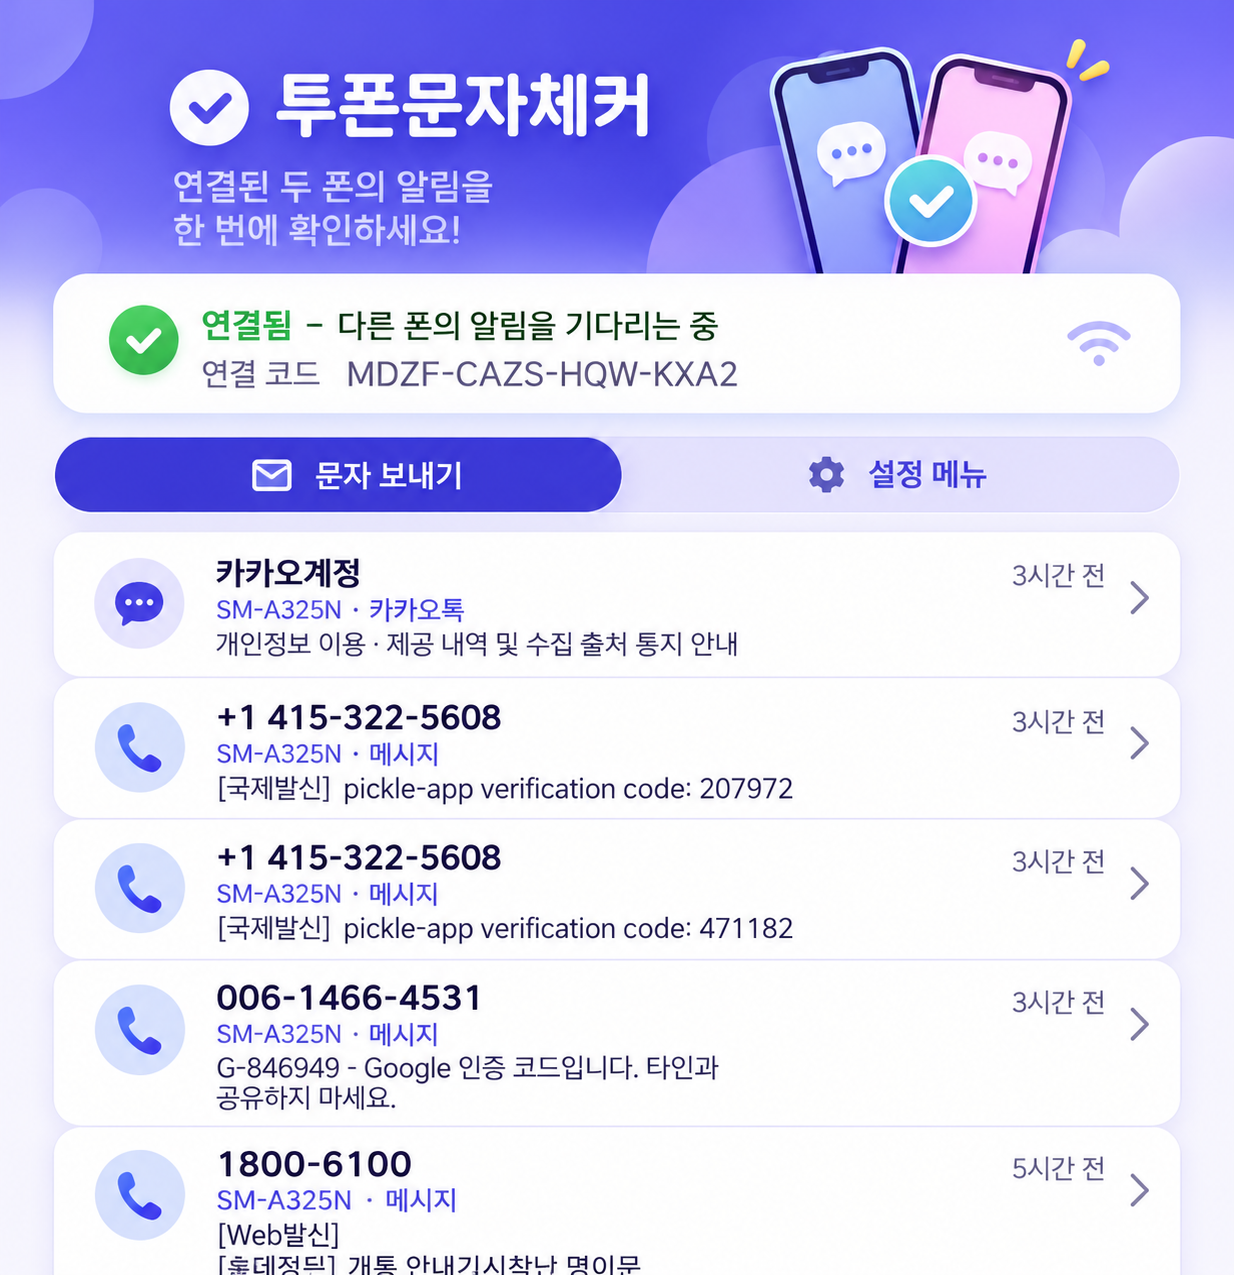 투폰문자체커
연결된 두 폰의 알림을
한 번에 확인하세요!
연결됨 – 다른 폰의 알림을 기다리는 중
연결 코드 MDZF-CAZS-HQW-KXA2
문자 보내기
설정 메뉴
카카오계정
3시간 전
SM-A325N · 카카오톡
개인정보 이용 · 제공 내역 및 수집 출처 통지 안내
+1 415-322-5608
3시간 전
SM-A325N · 메시지
[국제발신] pickle-app verification code: 207972
+1 415-322-5608
3시간 전
SM-A325N · 메시지
[국제발신] pickle-app verification code: 471182
006-1466-4531
3시간 전
SM-A325N · 메시지
G-846949 - Google 인증 코드입니다. 타인과
공유하지 마세요.
1800-6100
5시간 전
SM-A325N · 메시지
[Web발신]
개통